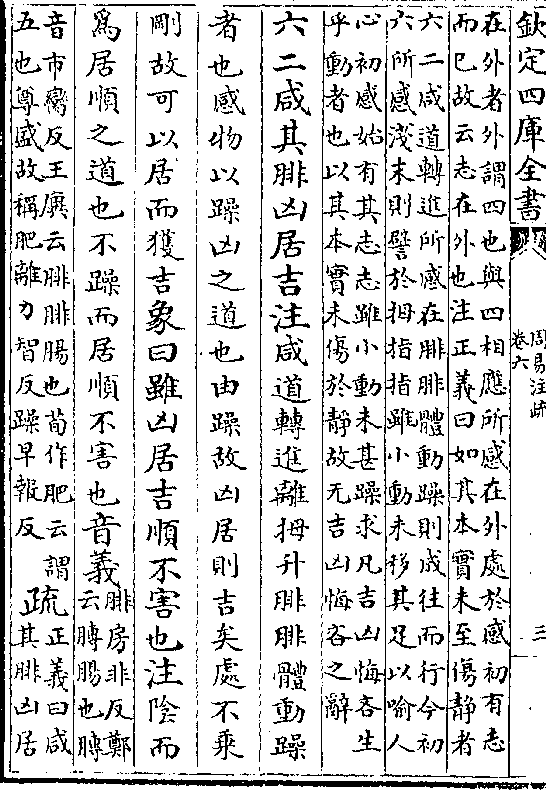 欽定四庫全書
周易注疏
卷六
三
在外者外謂四也與四相應所感在外處於感初有志
而已故云志在外也注正義曰如其本實未至傷静者
六二咸道轉進所感在腓腓體動躁則成往而行今初
六所感淺末則譬於拇指指雖小動未移其足以喻人
心初感始有其志志雖小動未甚躁求凡吉凶悔吝生
乎動者也以其本實未傷於静故无吉凶悔吝之辭
六二咸其腓凶居吉注咸道轉進離拇升腓腓體動躁
者也感物以躁凶之道也由躁故凶居則吉矣處不乗
剛故可以居而獲吉象曰雖凶居吉順不害也注陰而
為居順之道也不躁而居順不害也音義
腓房非反鄭
云膞腸也膞
音市臠反王廙云腓腓腸也荀作肥云謂
五也尊盛故稱肥離力智反躁早報反
疏
正義曰咸
其腓凶居